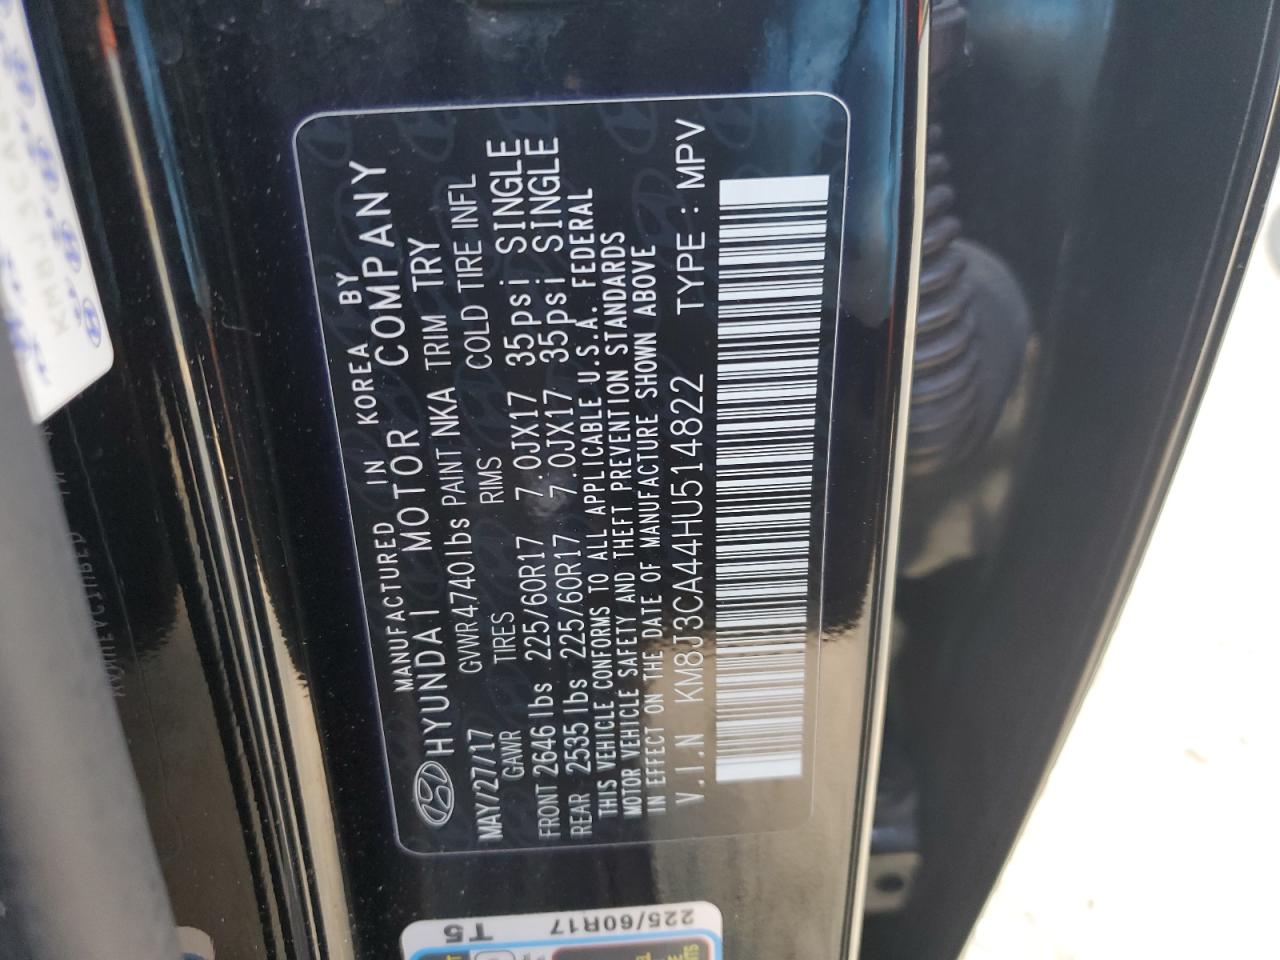 MANUFACTURED IN KOREA BY
HYUNDAI MOTOR COMPANY
MAY/27/17 GVWR 4740lbs PAINT NKA TRIM TRY
GAWR TIRES RIMS COLD TIRE INFL
FRONT 2646 lbs 225/60R17 7.0JX17 35psi SINGLE
REAR 2535 lbs 225/60R17 7.0JX17 35psi SINGLE
THIS VEHICLE CONFORMS TO ALL APPLICABLE U.S.A. FEDERAL
MOTOR VEHICLE SAFETY AND THEFT PREVENTION STANDARDS
IN EFFECT ON THE DATE OF MANUFACTURE SHOWN ABOVE
V.I.N KM8J3CA44HU514822 TYPE : MPV
225/60R17
T5
KM8J3CA4